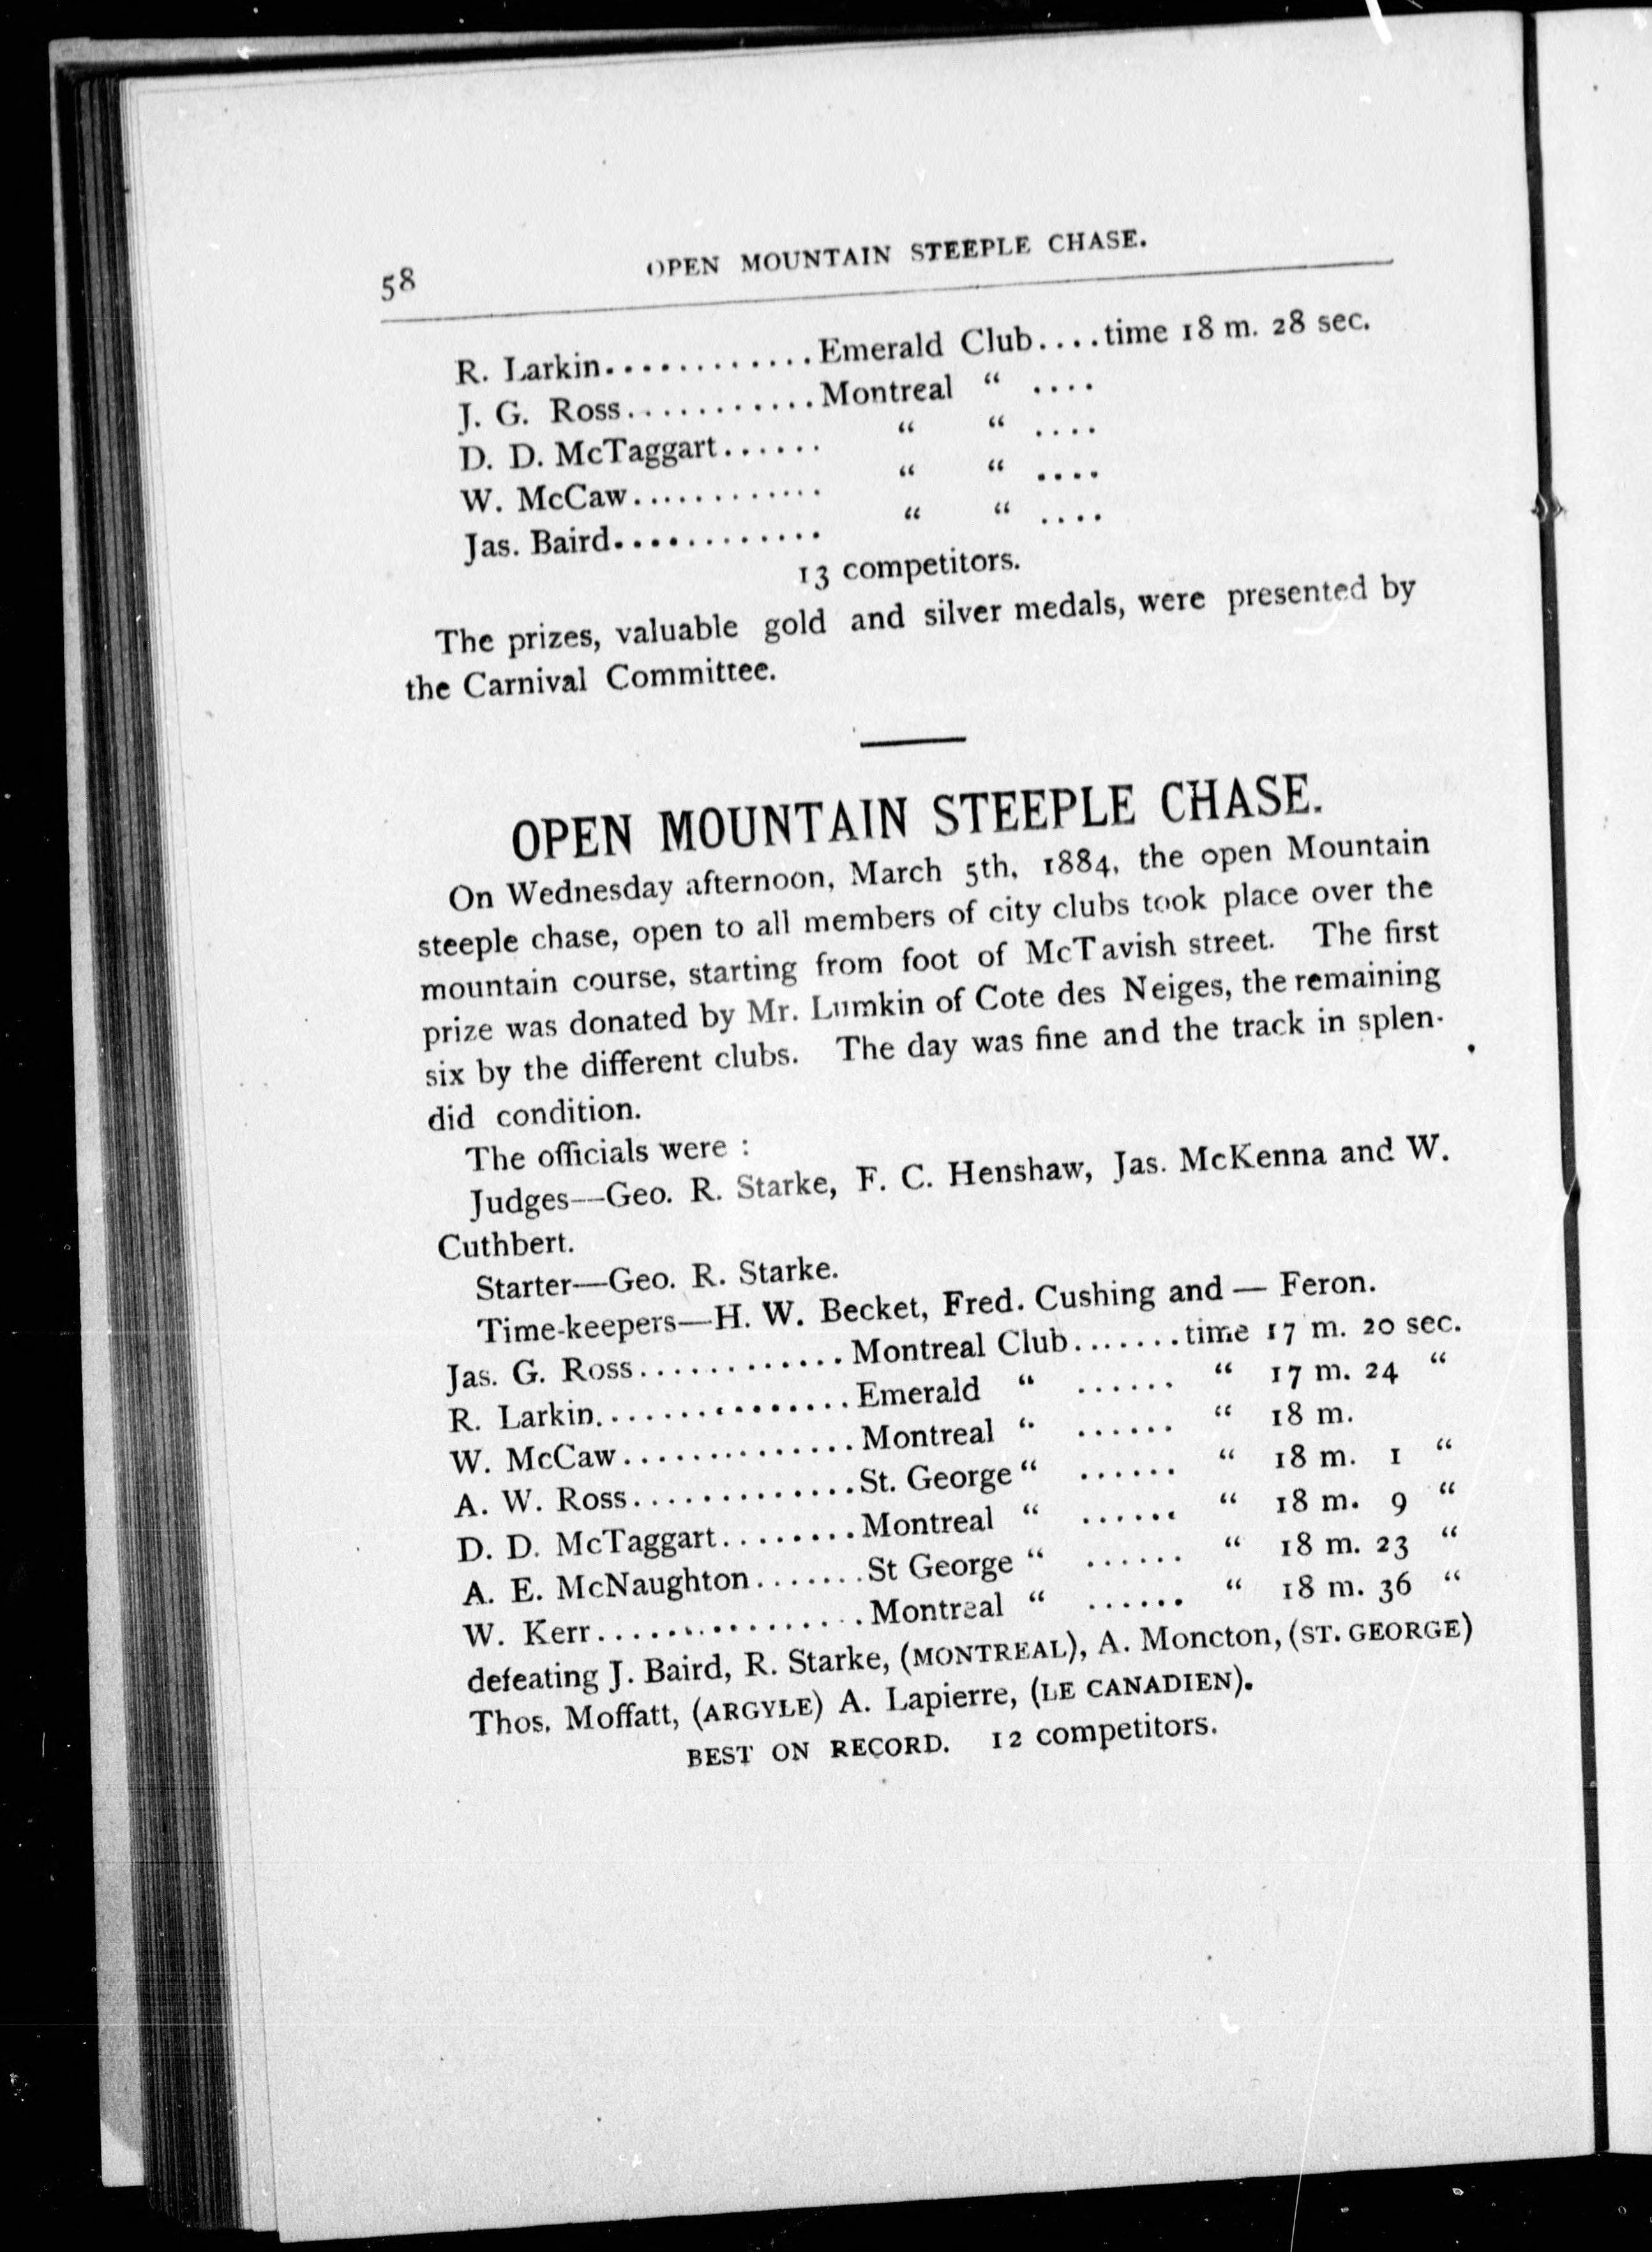 58 OPEN MOUNTAIN STEEPLE CHASE.
R. Larkin............Emerald Club....time 18 m. 28 sec.
J. G. Ross...........Montreal “ ....
D. D. McTaggart...... “ “ ....
W. McCaw............ “ “ ....
Jas. Baird............ “ “ ....
13 competitors.
The prizes, valuable gold and silver medals, were presented by
the Carnival Committee.
OPEN MOUNTAIN STEEPLE CHASE.
On Wednesday afternoon, March 5th, 1884, the open Mountain
steeple chase, open to all members of city clubs took place over the
mountain course, starting from foot of McTavish street. The first
prize was donated by Mr. Lumkin of Cote des Neiges, the remaining
six by the different clubs. The day was fine and the track in splen-
did condition.
The officials were :
Judges—Geo. R. Starke, F. C. Henshaw, Jas. McKenna and W.
Cuthbert.
Starter—Geo. R. Starke.
Time-keepers—H. W. Becket, Fred. Cushing and — Feron.
Jas. G. Ross............Montreal Club.......time 17 m. 20 sec.
R. Larkin..............Emerald “ ...... “ 17 m. 24 “
W. McCaw..............Montreal “ ...... “ 18 m.
A. W. Ross.............St. George “ ...... “ 18 m. 1 “
D. D. McTaggart........Montreal “ ...... “ 18 m. 9 “
A. E. McNaughton.......St George “ ...... “ 18 m. 23 “
W. Kerr................Montreal “ ...... “ 18 m. 36 “
defeating J. Baird, R. Starke, (MONTREAL), A. Moncton, (ST. GEORGE)
Thos. Moffatt, (ARGYLE) A. Lapierre, (LE CANADIEN).
BEST ON RECORD. 12 competitors.